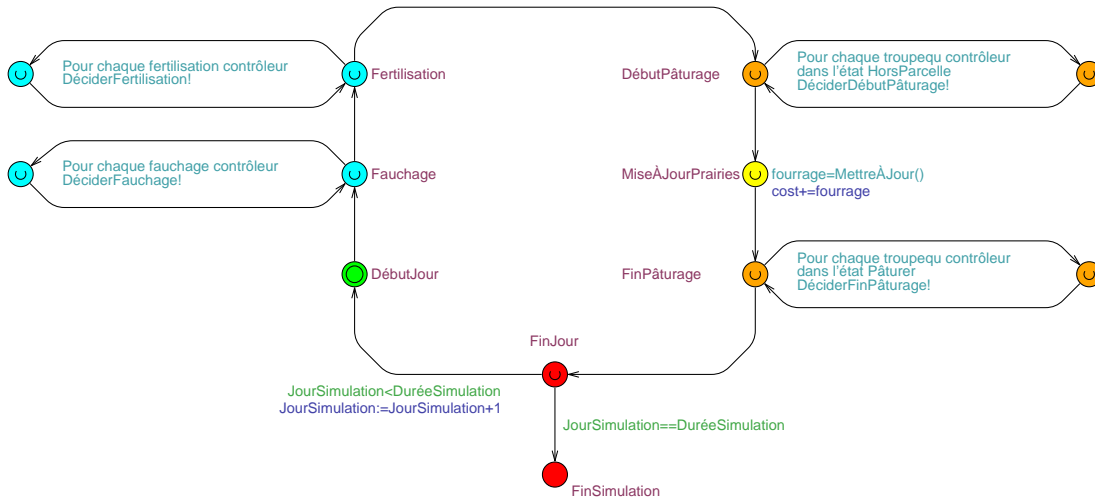 Pour chaque fertilisation contrôleur
DéciderFertilisation!
Fertilisation
DébutPâturage
Pour chaque troupequ contrôleur
dans l'état HorsParcelle
DéciderDébutPâturage!
Pour chaque fauchage contrôleur
DéciderFauchage!
Fauchage
MiseÀJourPrairies
fourrage=MettreÀJour()
cost+=fourrage
DébutJour
FinPâturage
Pour chaque troupequ contrôleur
dans l'état Pâturer
DéciderFinPâturage!
FinJour
JourSimulation<DuréeSimulation
JourSimulation:=JourSimulation+1
JourSimulation==DuréeSimulation
FinSimulation